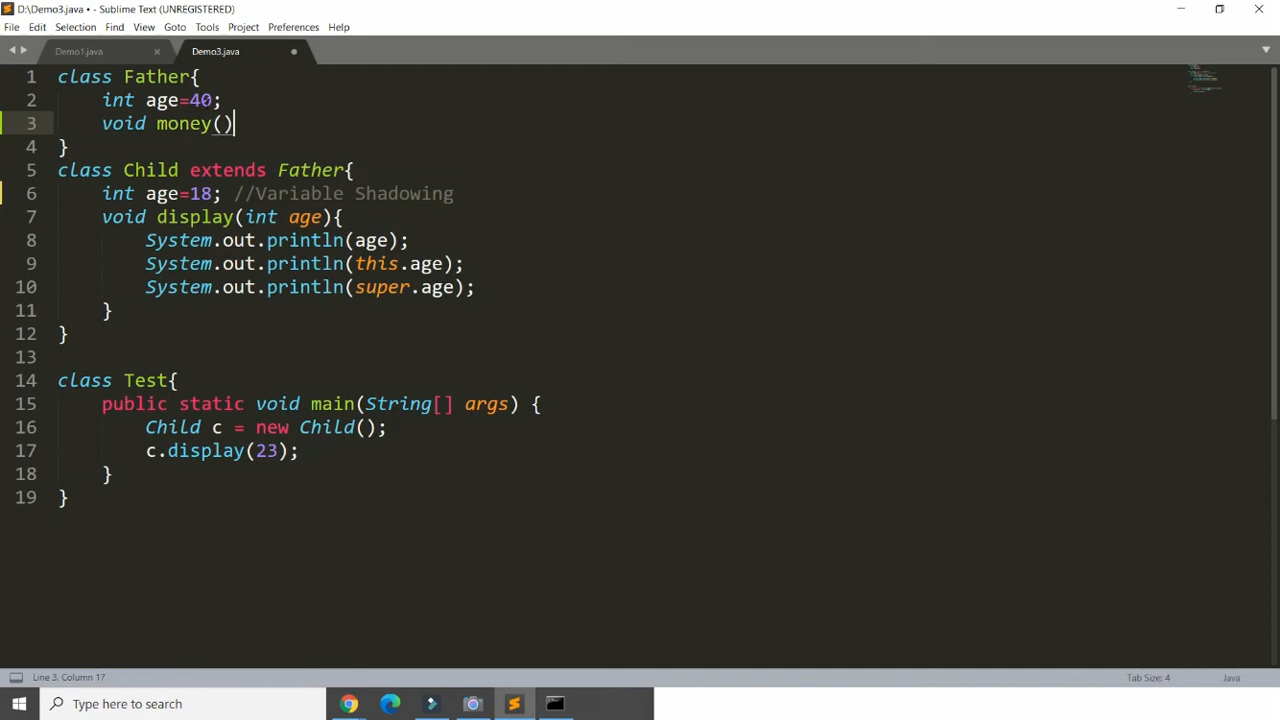 D:\Demo3.java • - Sublime Text (UNREGISTERED)
File Edit Selection Find View Goto Tools Project Preferences Help
Demo1.java Demo3.java
1 class Father{
2 int age=40;
3 void money()
4 }
5 class Child extends Father{
6 int age=18; //Variable Shadowing
7 void display(int age){
8 System.out.println(age);
9 System.out.println(this.age);
10 System.out.println(super.age);
11 }
12 }
13
14 class Test{
15 public static void main(String[] args) {
16 Child c = new Child();
17 c.display(23);
18 }
19 }
Line 3, Column 17 Tab Size: 4 Java
Type here to search